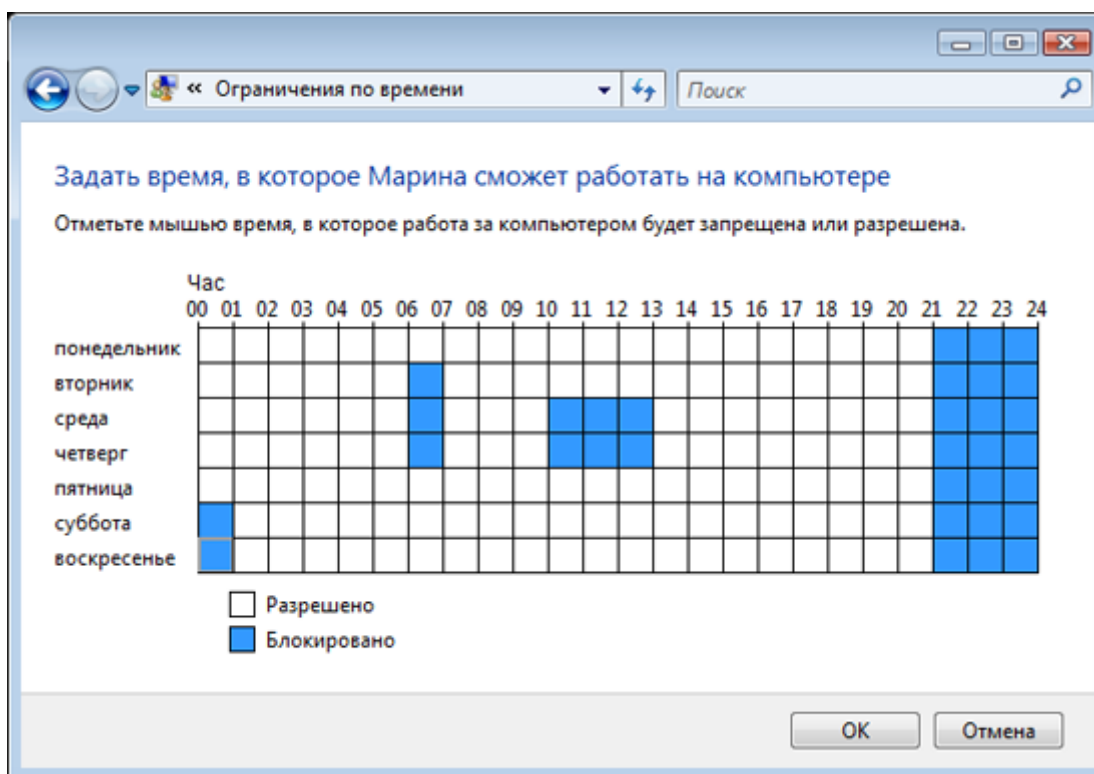 « Ограничения по времени
Поиск
Задать время, в которое Марина сможет работать на компьютере
Отметьте мышью время, в которое работа за компьютером будет запрещена или разрешена.
Час
00 01 02 03 04 05 06 07 08 09 10 11 12 13 14 15 16 17 18 19 20 21 22 23 24
понедельник
вторник
среда
четверг
пятница
суббота
воскресенье
Разрешено
Блокировано
ОК Отмена